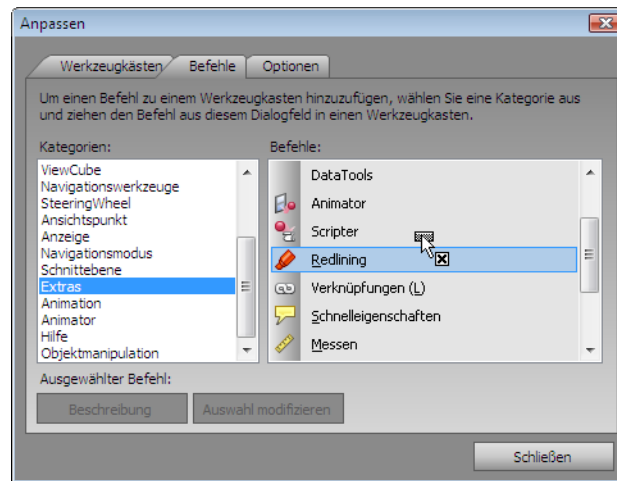 Anpassen
Werkzeugkästen Befehle Optionen
Um einen Befehl zu einem Werkzeugkasten hinzuzufügen, wählen Sie eine Kategorie aus
und ziehen den Befehl aus diesem Dialogfeld in einen Werkzeugkasten.
Kategorien:
ViewCube
Navigationswerkzeuge
SteeringWheel
Ansichtspunkt
Anzeige
Navigationsmodus
Schnittebene
Extras
Animation
Animator
Hilfe
Objektmanipulation
Befehle:
DataTools
Animator
Scripter
Redlining
Verknüpfungen (L)
Schnelleigenschaften
Messen
Ausgewählter Befehl:
Beschreibung Auswahl modifizieren
Schließen